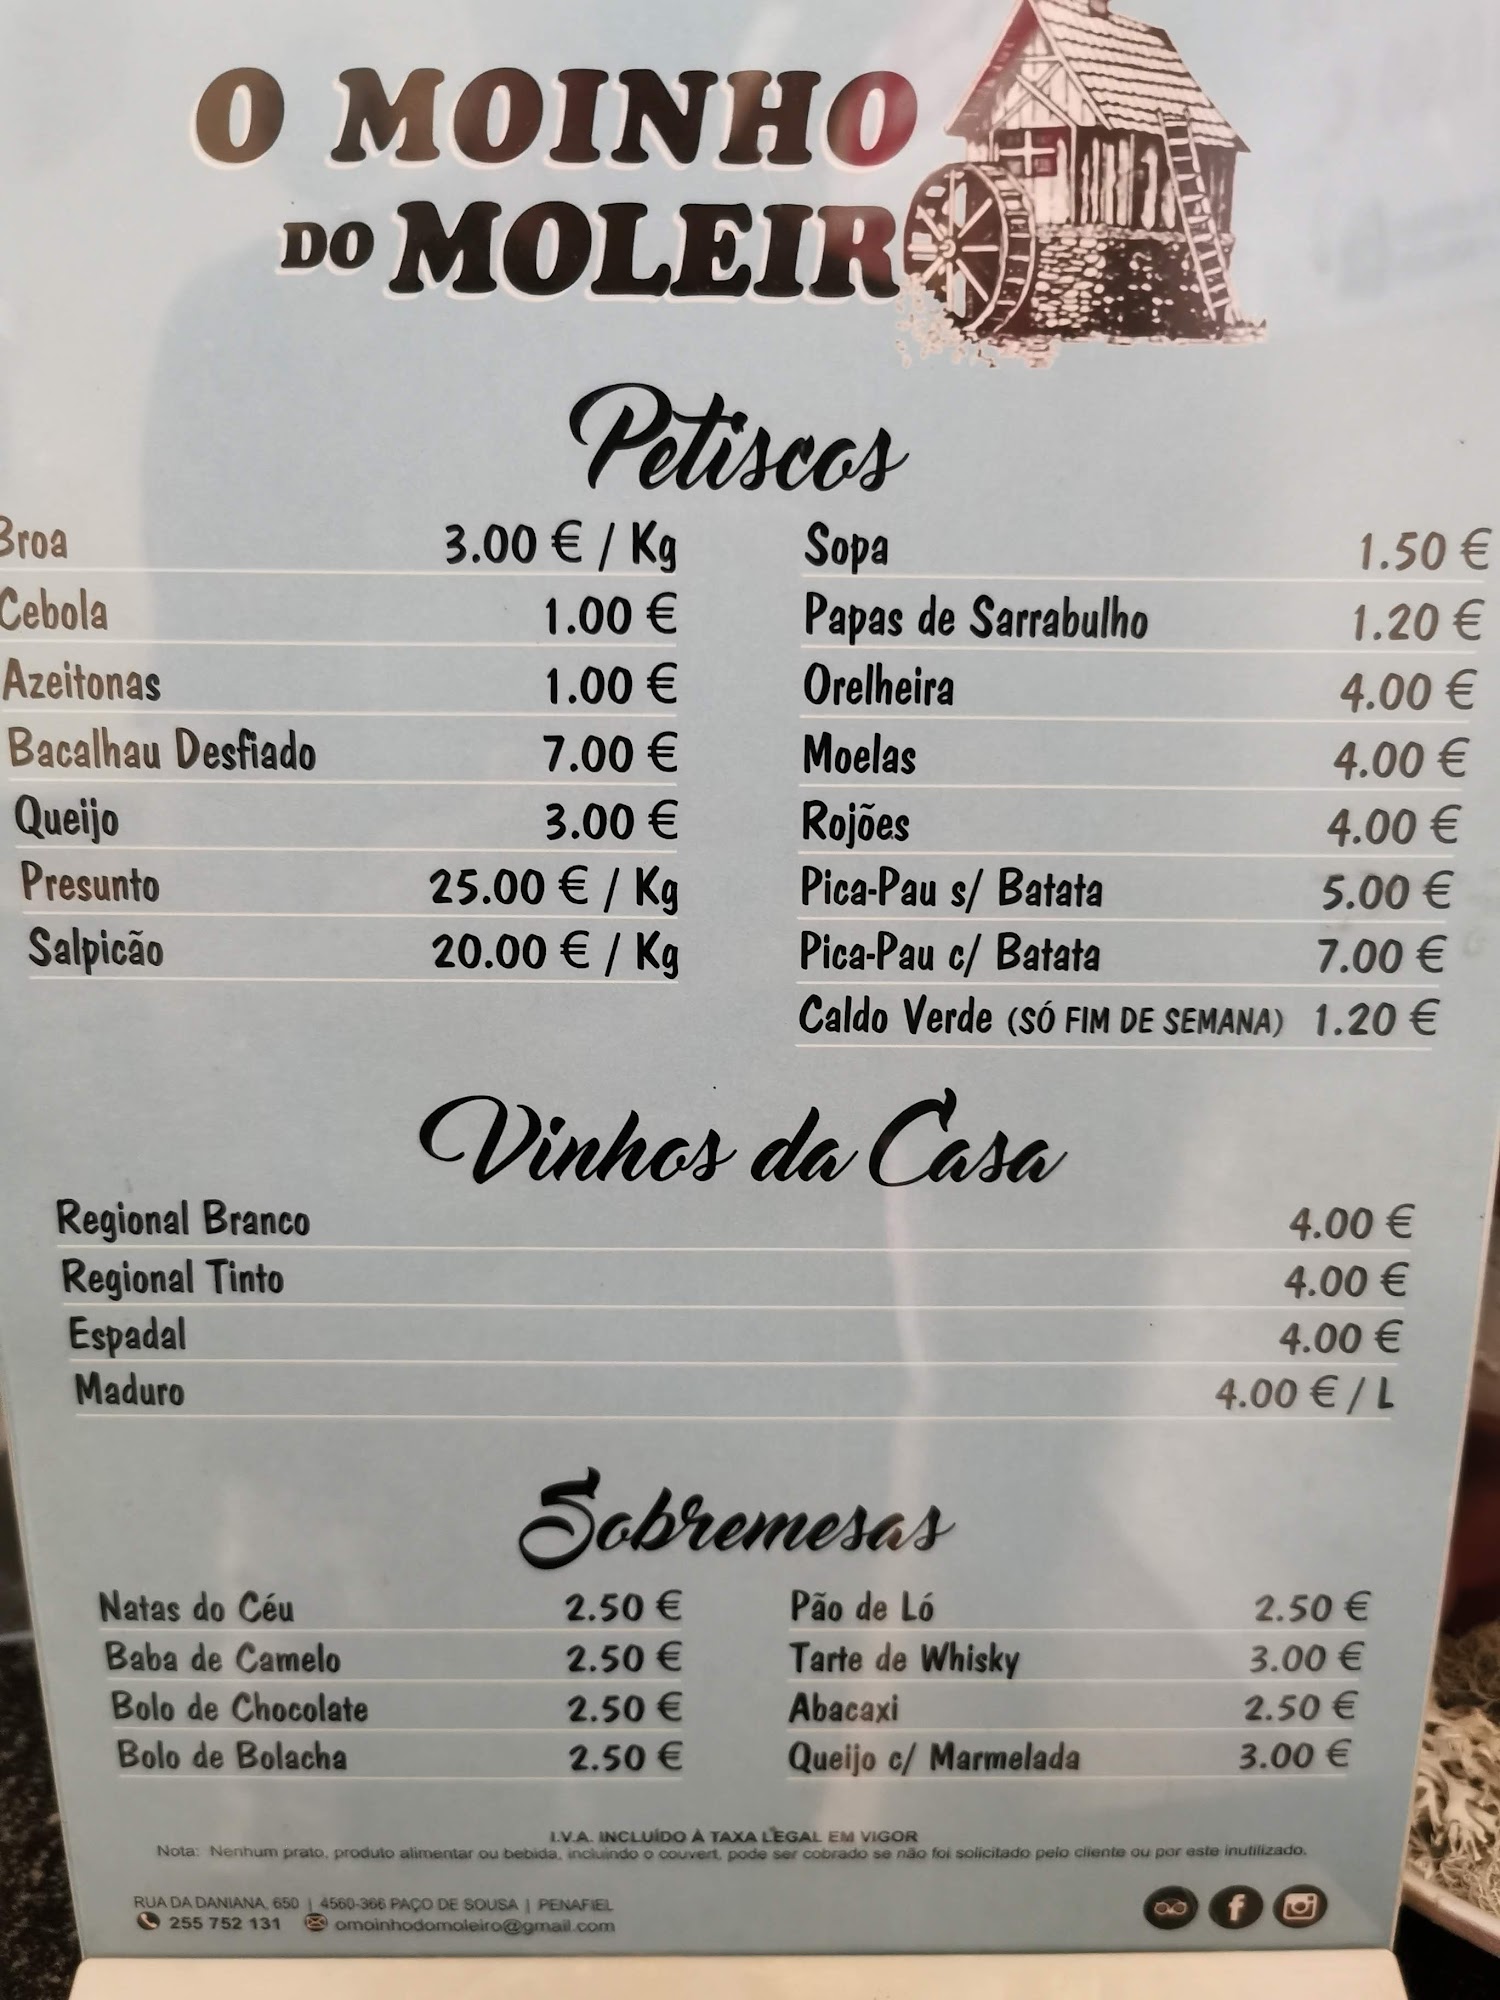 O MOINHO
DO MOLEIR
Petiscos
Broa 3.00 € / Kg
Cebola 1.00 €
Azeitonas 1.00 €
Bacalhau Desfiado 7.00 €
Queijo 3.00 €
Presunto 25.00 € / Kg
Salpicão 20.00 € / Kg
Sopa 1.50 €
Papas de Sarrabulho 1.20 €
Orelheira 4.00 €
Moelas 4.00 €
Rojões 4.00 €
Pica-Pau s/ Batata 5.00 €
Pica-Pau c/ Batata 7.00 €
Caldo Verde (SÓ FIM DE SEMANA) 1.20 €
Vinhos da Casa
Regional Branco 4.00 €
Regional Tinto 4.00 €
Espadal 4.00 €
Maduro 4.00 € / L
Sobremesas
Natas do Céu 2.50 €
Baba de Camelo 2.50 €
Bolo de Chocolate 2.50 €
Bolo de Bolacha 2.50 €
Pão de Ló 2.50 €
Tarte de Whisky 3.00 €
Abacaxi 2.50 €
Queijo c/ Marmelada 3.00 €
I.V.A. INCLUÍDO À TAXA LEGAL EM VIGOR
Nota: Nenhum prato, produto alimentar ou bebida, incluindo o couvert, pode ser cobrado se não foi solicitado pelo cliente ou por este inutilizado.
RUA DA DANIANA, 650 | 4560-366 PAÇO DE SOUSA | PENAFIEL
255 752 131 omoinhodomoleiro@gmail.com